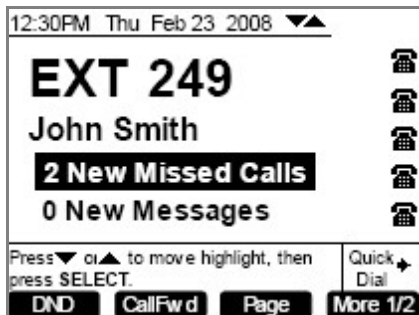 12:30PM Thu Feb 23 2008 ▼▲
EXT 249
John Smith
2 New Missed Calls
0 New Messages
Press▼ or▲ to move highlight, then
press SELECT.
Quick
Dial
DND CallFwd Page More 1/2